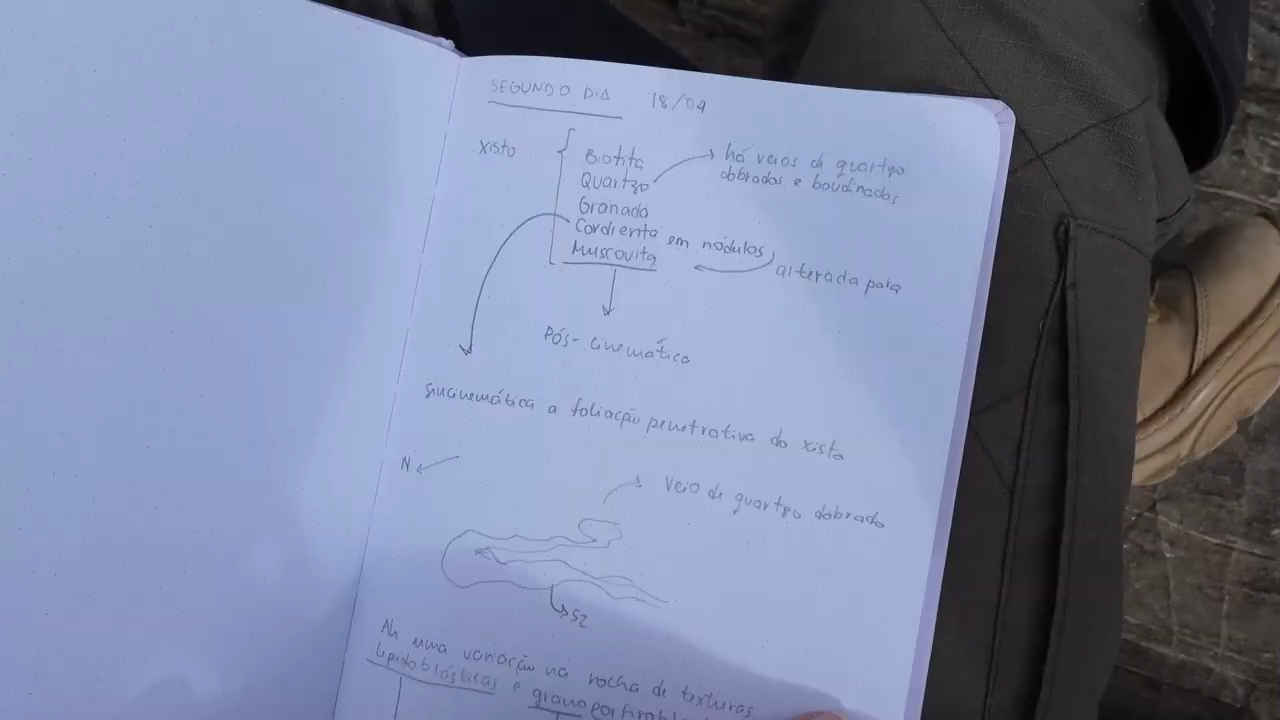 SEGUNDO DIA 18/04
xisto
Biotita
Quartzo
há veios de quartzo
dobrados e boudinados
Granada
Cordierita em nódulos
alterada para
Muscovita
Pós-cinemático
Sincinemática a foliação penetrativa do xisto
N
Veio de quartzo dobrado
S2
Ah uma variação na rocha de texturas
lepidoblásticas e